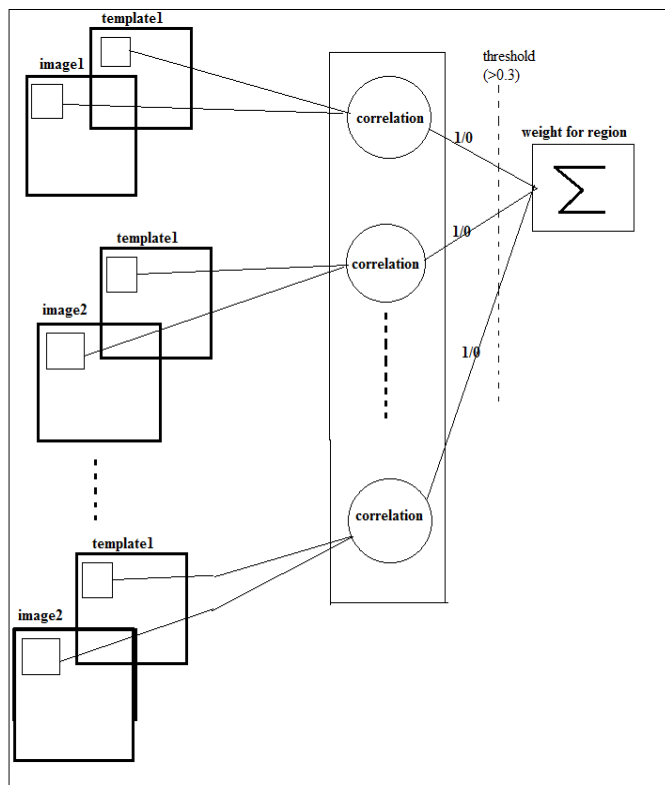 template1
image1
threshold
(>0.3)
correlation
1/0
weight for region
Σ
template1
image2
correlation
1/0
1/0
template1
image2
correlation